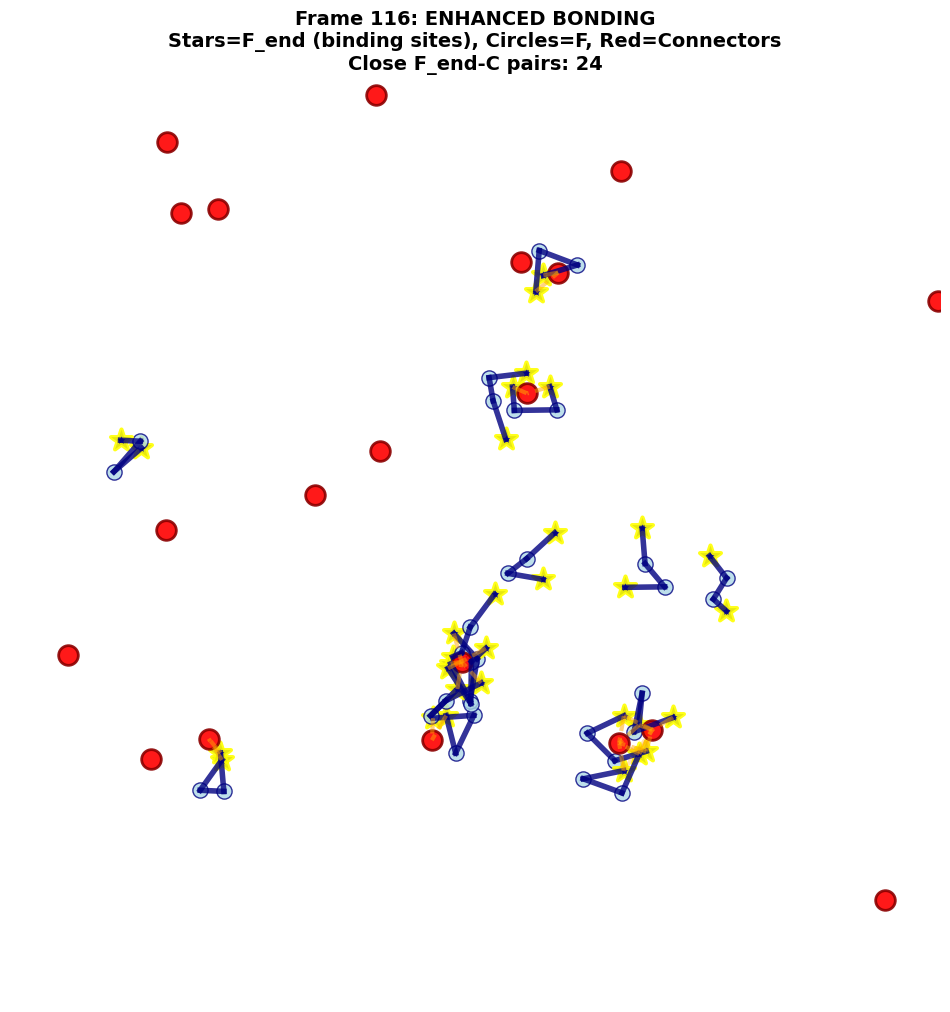 Frame 116: ENHANCED BONDING
Stars=F_end (binding sites), Circles=F, Red=Connectors
Close F_end-C pairs: 24